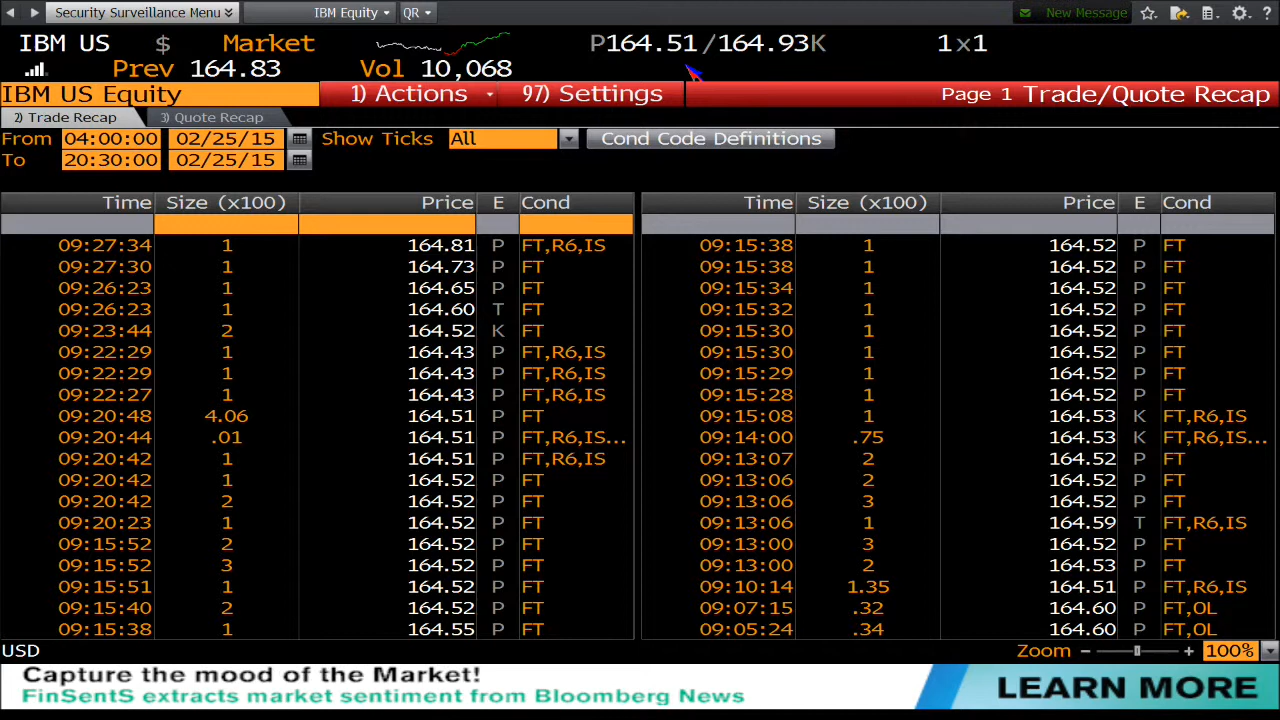 Security Surveillance Menu IBM Equity QR New Message ?
IBM US $ Market P164.51/164.93K 1x1
Prev 164.83 Vol 10,068
IBM US Equity 1) Actions 97) Settings Page 1 Trade/Quote Recap
2) Trade Recap 3) Quote Recap
From 04:00:00 02/25/15 Show Ticks All Cond Code Definitions
To 20:30:00 02/25/15
Time Size (x100) Price E Cond Time Size (x100) Price E Cond
09:27:34 1 164.81 P FT,R6,IS 09:15:38 1 164.52 P FT
09:27:30 1 164.73 P FT 09:15:38 1 164.52 P FT
09:26:23 1 164.65 P FT 09:15:34 1 164.52 P FT
09:26:23 1 164.60 T FT 09:15:32 1 164.52 P FT
09:23:44 2 164.52 K FT 09:15:30 1 164.52 P FT
09:22:29 1 164.43 P FT,R6,IS 09:15:30 1 164.52 P FT
09:22:29 1 164.43 P FT,R6,IS 09:15:29 1 164.52 P FT
09:22:27 1 164.43 P FT,R6,IS 09:15:28 1 164.52 P FT
09:20:48 4.06 164.51 P FT 09:15:08 1 164.53 K FT,R6,IS
09:20:44 .01 164.51 P FT,R6,IS... 09:14:00 .75 164.53 K FT,R6,IS...
09:20:42 1 164.51 P FT,R6,IS 09:13:07 2 164.52 P FT
09:20:42 1 164.52 P FT 09:13:06 2 164.52 P FT
09:20:42 2 164.52 P FT 09:13:06 3 164.52 P FT
09:20:23 1 164.52 P FT 09:13:06 1 164.59 T FT,R6,IS
09:15:52 2 164.52 P FT 09:13:00 3 164.52 P FT
09:15:52 3 164.52 P FT 09:13:00 2 164.53 P FT
09:15:51 1 164.52 P FT 09:10:14 1.35 164.51 P FT,R6,IS
09:15:40 2 164.52 P FT 09:07:15 .32 164.60 P FT,OL
09:15:38 1 164.55 P FT 09:05:24 .34 164.60 P FT,OL
USD Zoom - + 100%
Capture the mood of the Market!
FinSentS extracts market sentiment from Bloomberg News
LEARN MORE